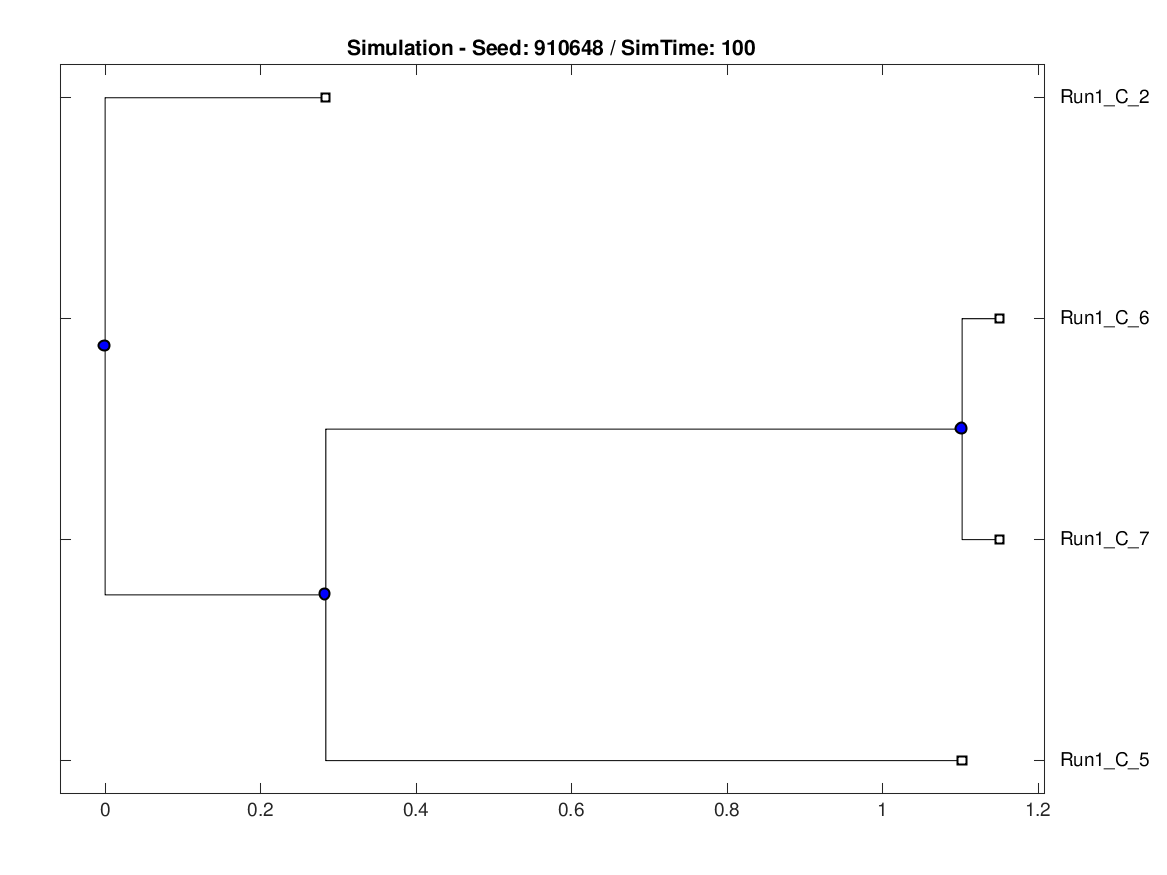 Simulation - Seed: 910648 / SimTime: 100
Run1_C_2
Run1_C_6
Run1_C_7
Run1_C_5
0 0.2 0.4 0.6 0.8 1 1.2